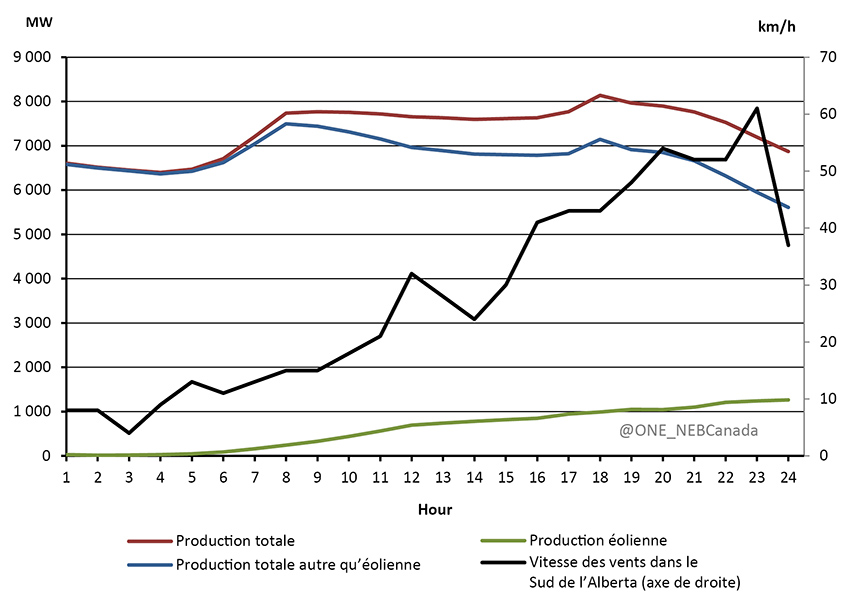 MW
km/h
9 000
8 000
7 000
6 000
5 000
4 000
3 000
2 000
1 000
0
70
60
50
40
30
20
10
0
@ONE_NEBCanada
1 2 3 4 5 6 7 8 9 10 11 12 13 14 15 16 17 18 19 20 21 22 23 24
Hour
Production totale
Production totale autre qu’éolienne
Production éolienne
Vitesse des vents dans le
Sud de l’Alberta (axe de droite)